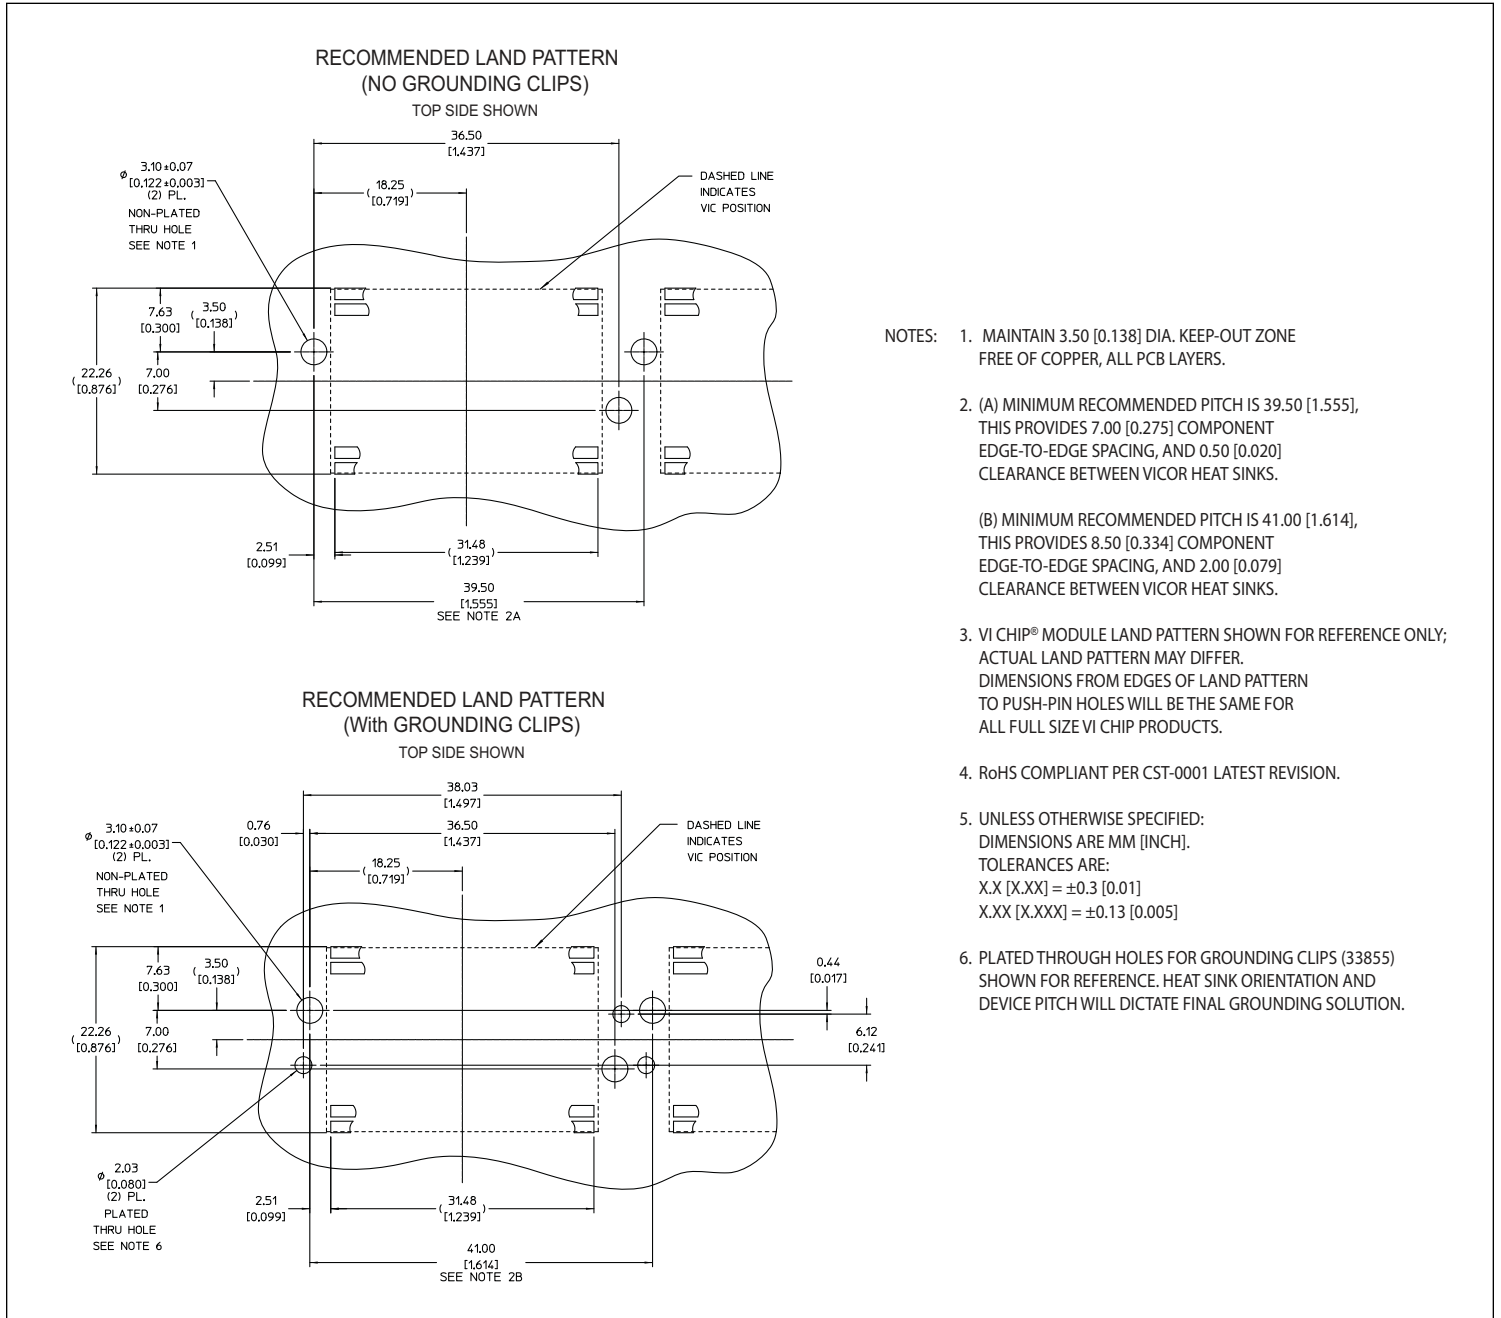 RECOMMENDED LAND PATTERN
(NO GROUNDING CLIPS)
TOP SIDE SHOWN
36.50
[1.437]
ø 3.10±0.07
[0.122±0.003]
(2) PL.
NON-PLATED
THRU HOLE
SEE NOTE 1
(18.25)
[0.719]
DASHED LINE
INDICATES
VIC POSITION
7.63
[0.300]
(3.50)
[0.138]
(22.26)
[0.876]
7.00
[0.276]
2.51
[0.099]
(31.48)
[1.239]
39.50
[1.555]
SEE NOTE 2A
RECOMMENDED LAND PATTERN
(With GROUNDING CLIPS)
TOP SIDE SHOWN
38.03
[1.497]
ø 3.10±0.07
[0.122±0.003]
(2) PL.
NON-PLATED
THRU HOLE
SEE NOTE 1
0.76
[0.030]
36.50
[1.437]
(18.25)
[0.719]
DASHED LINE
INDICATES
VIC POSITION
7.63
[0.300]
(3.50)
[0.138]
0.44
[0.017]
(22.26)
[0.876]
7.00
[0.276]
6.12
[0.241]
ø 2.03
[0.080]
(2) PL.
PLATED
THRU HOLE
SEE NOTE 6
2.51
[0.099]
(31.48)
[1.239]
41.00
[1.614]
SEE NOTE 2B
NOTES: 1. MAINTAIN 3.50 [0.138] DIA. KEEP-OUT ZONE
FREE OF COPPER, ALL PCB LAYERS.
2. (A) MINIMUM RECOMMENDED PITCH IS 39.50 [1.555],
THIS PROVIDES 7.00 [0.275] COMPONENT
EDGE-TO-EDGE SPACING, AND 0.50 [0.020]
CLEARANCE BETWEEN VICOR HEAT SINKS.
(B) MINIMUM RECOMMENDED PITCH IS 41.00 [1.614],
THIS PROVIDES 8.50 [0.334] COMPONENT
EDGE-TO-EDGE SPACING, AND 2.00 [0.079]
CLEARANCE BETWEEN VICOR HEAT SINKS.
3. VI CHIP® MODULE LAND PATTERN SHOWN FOR REFERENCE ONLY;
ACTUAL LAND PATTERN MAY DIFFER.
DIMENSIONS FROM EDGES OF LAND PATTERN
TO PUSH-PIN HOLES WILL BE THE SAME FOR
ALL FULL SIZE VI CHIP PRODUCTS.
4. RoHS COMPLIANT PER CST-0001 LATEST REVISION.
5. UNLESS OTHERWISE SPECIFIED:
DIMENSIONS ARE MM [INCH].
TOLERANCES ARE:
X.X [X.XX] = ±0.3 [0.01]
X.XX [X.XXX] = ±0.13 [0.005]
6. PLATED THROUGH HOLES FOR GROUNDING CLIPS (33855)
SHOWN FOR REFERENCE. HEAT SINK ORIENTATION AND
DEVICE PITCH WILL DICTATE FINAL GROUNDING SOLUTION.